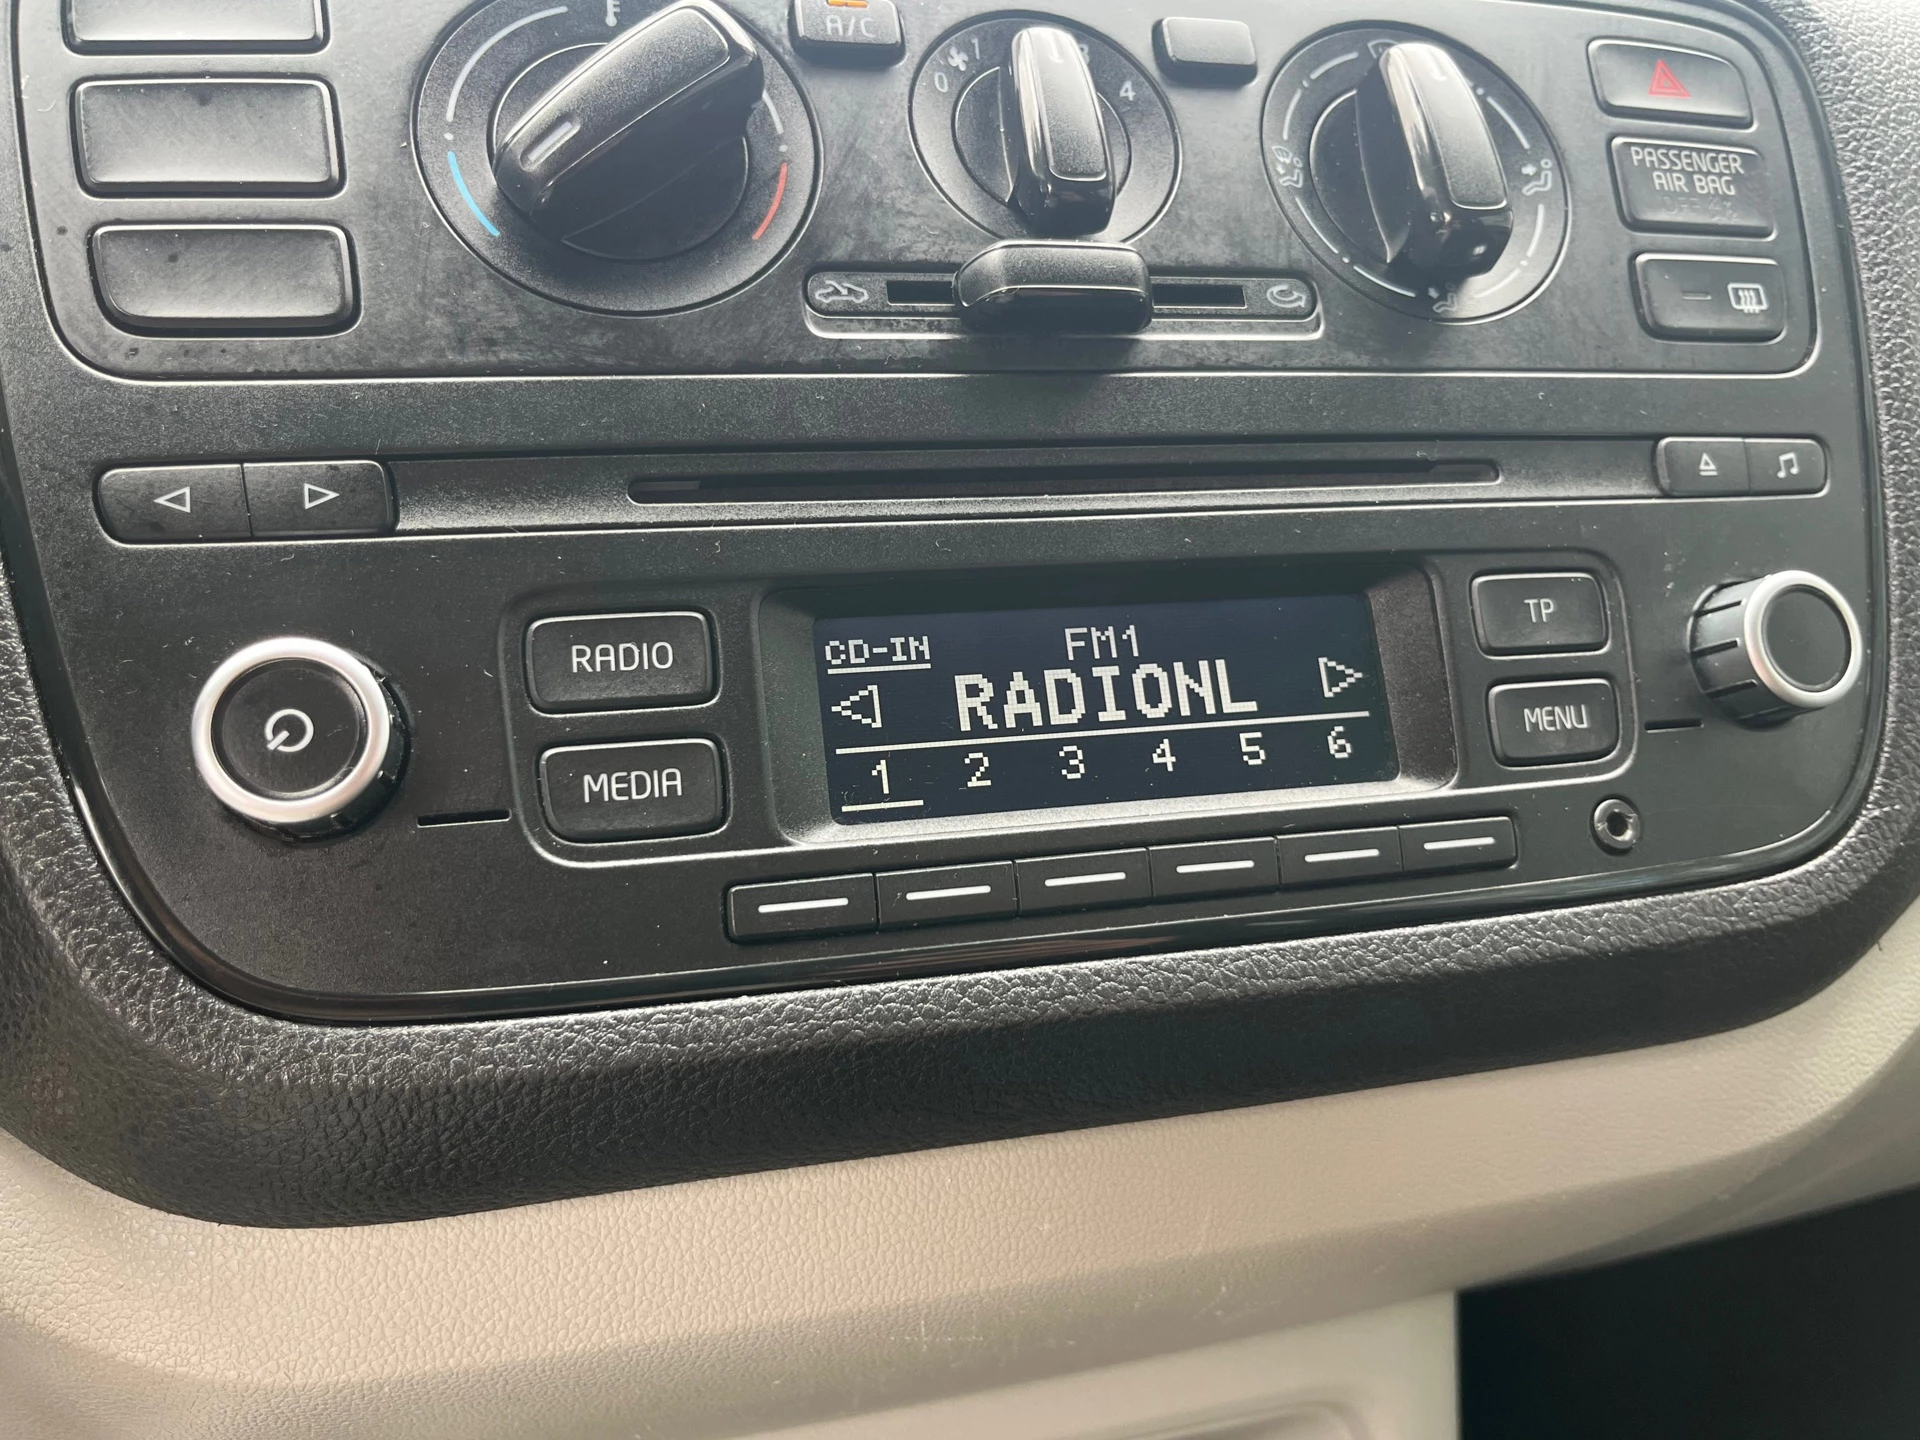 A/C
0 1 3 4
PASSENGER
AIR BAG
RADIO
CD-IN
FM1
RADIONL
TP
MEDIA
1 2 3 4 5 6
MENU